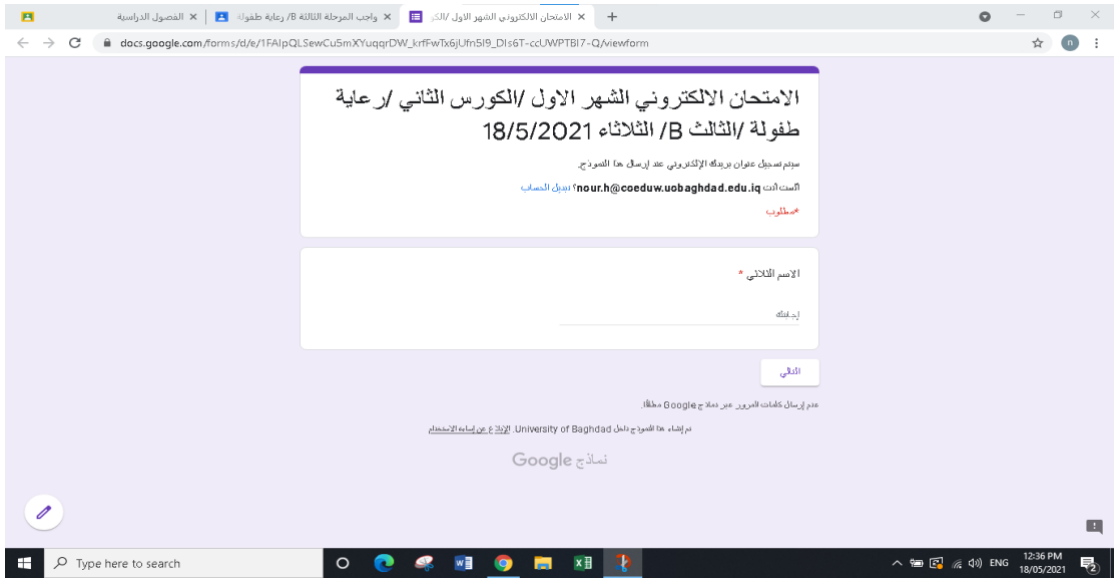 الفصول الدراسية
واجب المرحلة الثالثة B/ رعاية طفولة
الامتحان الالكتروني الشهر الاول /الكو
docs.google.com/forms/d/e/1FAIpQLSewCu5mXYuqqrDW_krfFwTx6jUfn5I9_DIs6T-ccUWPTBI7-Q/viewform
n
الامتحان الالكتروني الشهر الاول /الكورس الثاني /رعاية
طفولة /الثالث B/ الثلاثاء 18/5/2021
سيتم تسجيل عنوان بريدك الإلكتروني عند إرسال هذا النموذج.
ألست أنت nour.h@coeduw.uobaghdad.edu.iq؟ تبديل الحساب
*مطلوب
الاسم الثلاثي *
إجابتك
التالي
عدم إرسال كلمات المرور عبر نماذج Google مطلقًا.
تم إنشاء هذا النموذج داخل University of Baghdad. الإبلاغ عن إساءة الاستخدام
نماذج Google
Type here to search
ENG
12:36 PM
18/05/2021
2